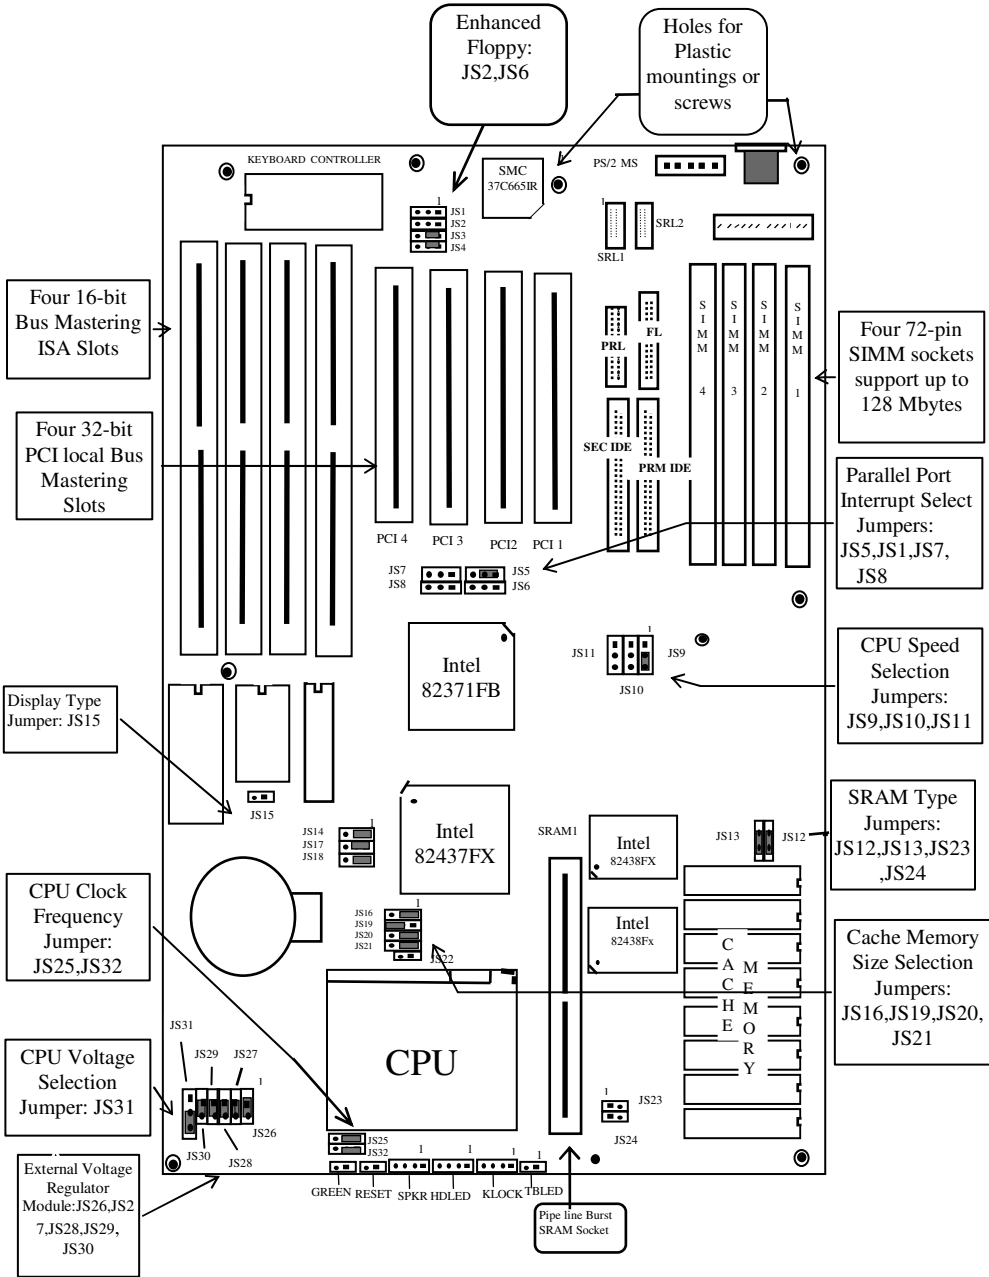 Enhanced
Floppy:
JS2,JS6
Holes for
Plastic
mountings or
screws
KEYBOARD CONTROLLER
SMC
37C665IR
PS/2 MS
1
JS1
JS2
JS3
JS4
1
SRL2
SRL1
Four 16-bit
Bus Mastering
ISA Slots
Four 32-bit
PCI local Bus
Mastering
Slots
PRL
FL
SEC IDE
PRM IDE
SIMM 4
SIMM 3
SIMM 2
SIMM 1
Four 72-pin
SIMM sockets
support up to
128 Mbytes
Parallel Port
Interrupt Select
Jumpers:
JS5,JS1,JS7,
JS8
PCI 4
PCI 3
PCI2
PCI 1
JS7
JS8
JS5
JS6
Intel
82371FB
1
JS11
JS9
JS10
CPU Speed
Selection
Jumpers:
JS9,JS10,JS11
Display Type
Jumper: JS15
JS15
1
JS14
JS17
JS18
Intel
82437FX
SRAM1
Intel
82438FX
JS13
JS12
SRAM Type
Jumpers:
JS12,JS13,JS23
,JS24
CPU Clock
Frequency
Jumper:
JS25,JS32
1
JS16
JS19
JS20
JS21
JS22
Intel
82438Fx
CACHE
MEMORY
Cache Memory
Size Selection
Jumpers:
JS16,JS19,JS20,
JS21
CPU
CPU Voltage
Selection
Jumper: JS31
JS31
JS29
JS27
1
JS26
JS30
JS28
1
JS23
JS24
External Voltage
Regulator
Module:JS26,JS2
7,JS28,JS29,
JS30
JS25
JS32
1
1
1
1
GREEN
RESET
SPKR
HDLED
KLOCK
TBLED
Pipe line Burst
SRAM Socket